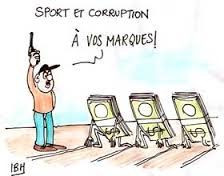 SPORT ET CORRUPTION
À VOS MARQUES!
IBH